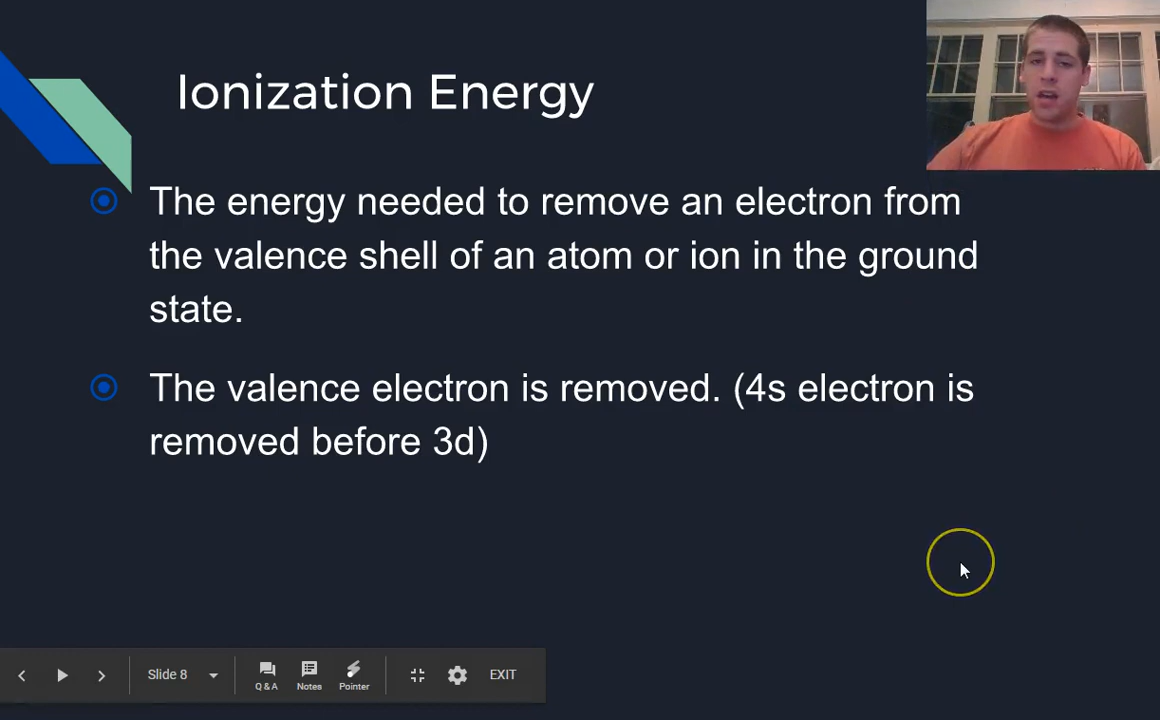 Ionization Energy
The energy needed to remove an electron from
the valence shell of an atom or ion in the ground
state.
The valence electron is removed. (4s electron is
removed before 3d)
Slide 8
Q & A
Notes
Pointer
EXIT